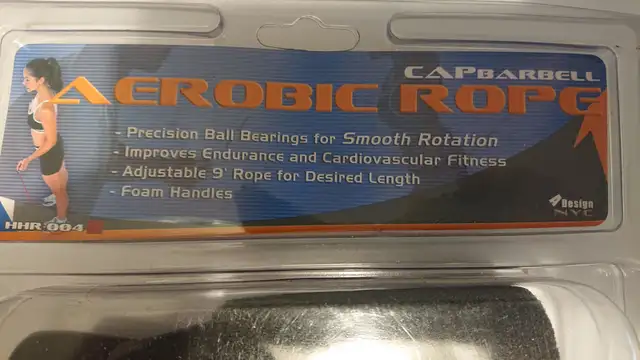 CAPBARBELL
AEROBIC ROPE
- Precision Ball Bearings for Smooth Rotation
- Improves Endurance and Cardiovascular Fitness
- Adjustable 9' Rope for Desired Length
- Foam Handles
HHR-004
4Design
NYC